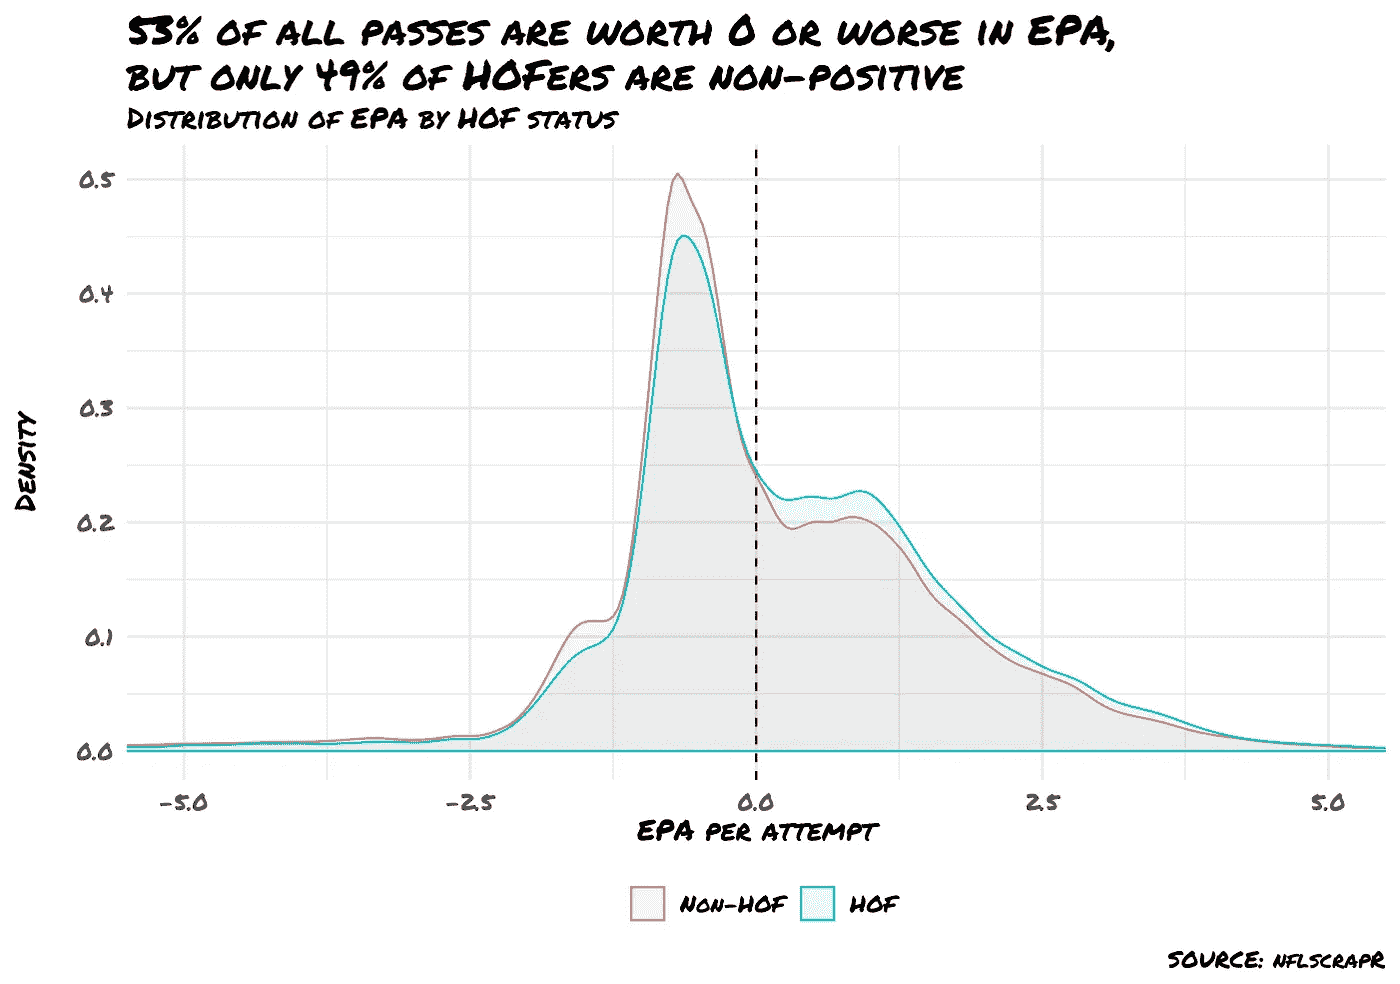 53% OF ALL PASSES ARE WORTH 0 OR WORSE IN EPA,
BUT ONLY 49% OF HOFERS ARE NON-POSITIVE
DISTRIBUTION OF EPA BY HOF STATUS
0.5
0.4
0.3
0.2
0.1
0.0
DENSITY
-5.0 -2.5 0.0 2.5 5.0
EPA PER ATTEMPT
NON-HOF HOF
SOURCE: NFLSCRAPR